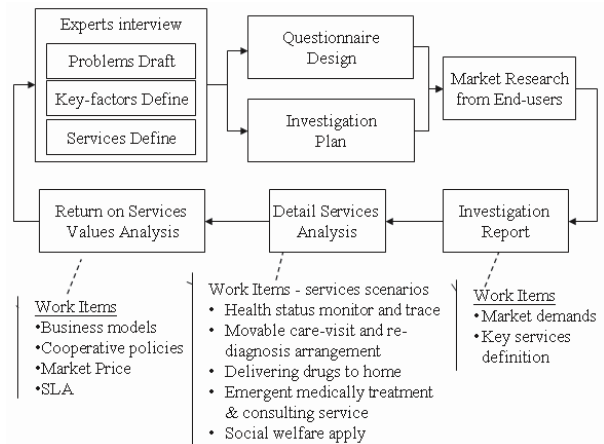 Experts interview
Problems Draft
Key-factors Define
Services Define
Questionnaire
Design
Investigation
Plan
Market Research
from End-users
Return on Services
Values Analysis
Detail Services
Analysis
Investigation
Report
Work Items
•Business models
•Cooperative policies
•Market Price
•SLA
Work Items - services scenarios
• Health status monitor and trace
• Movable care-visit and re-
diagnosis arrangement
• Delivering drugs to home
• Emergent medically treatment
& consulting service
• Social welfare apply
Work Items
• Market demands
• Key services
definition